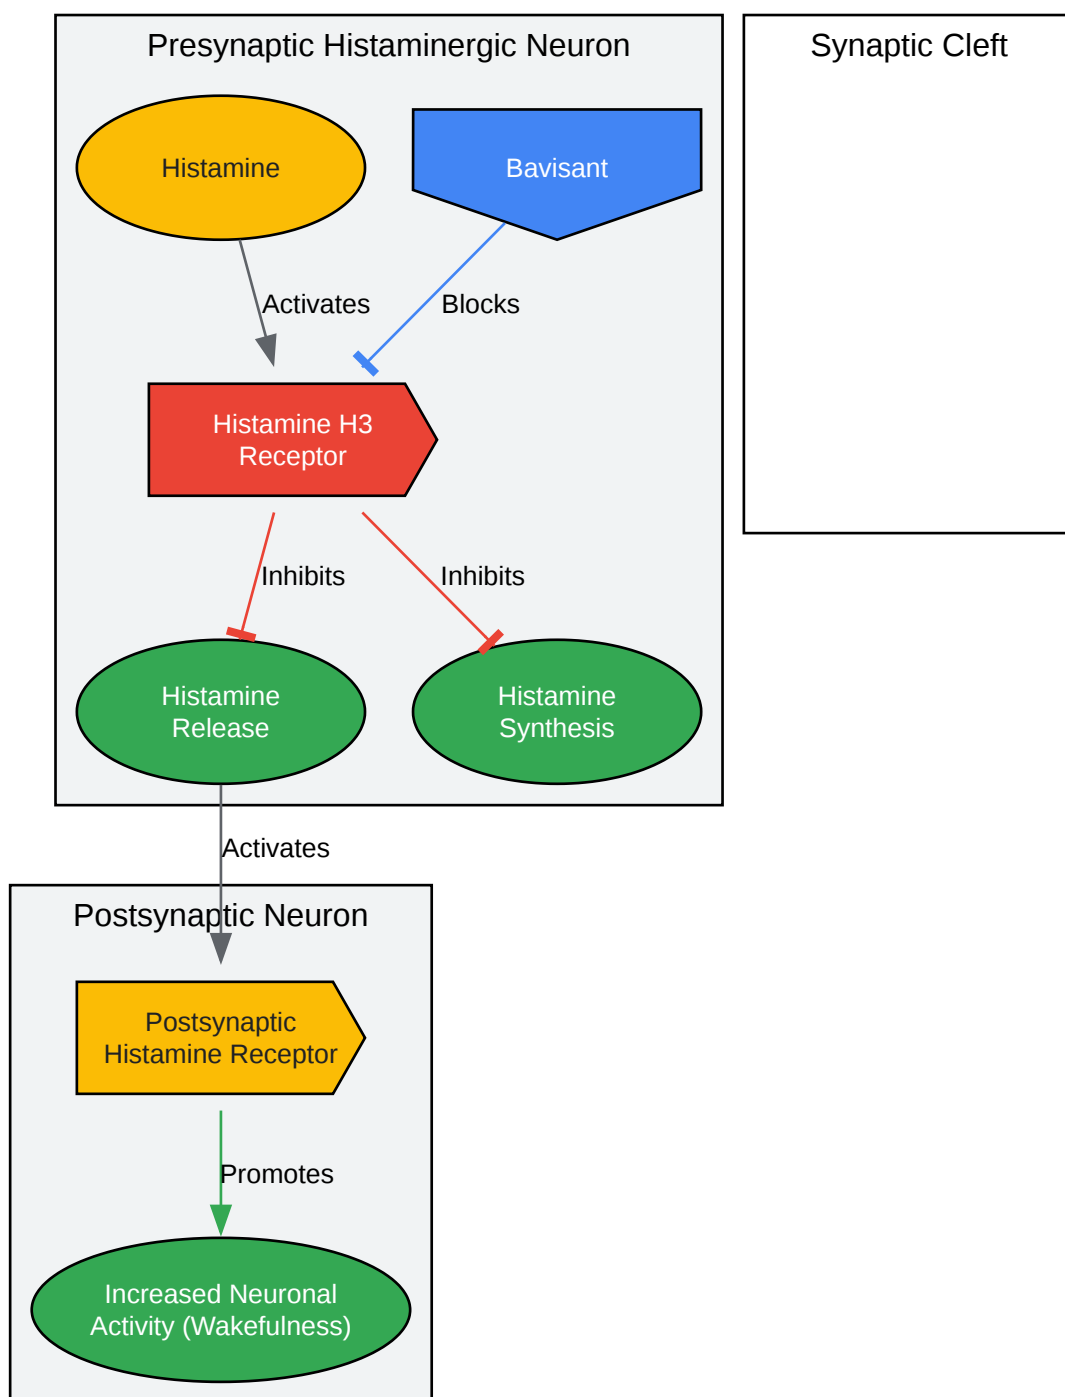 Presynaptic Histaminergic Neuron
Synaptic Cleft
Histamine
Bavisant
Activates
Blocks
Histamine H3
Receptor
Inhibits
Inhibits
Histamine
Release
Histamine
Synthesis
Activates
Postsynaptic Neuron
Postsynaptic
Histamine Receptor
Promotes
Increased Neuronal
Activity (Wakefulness)